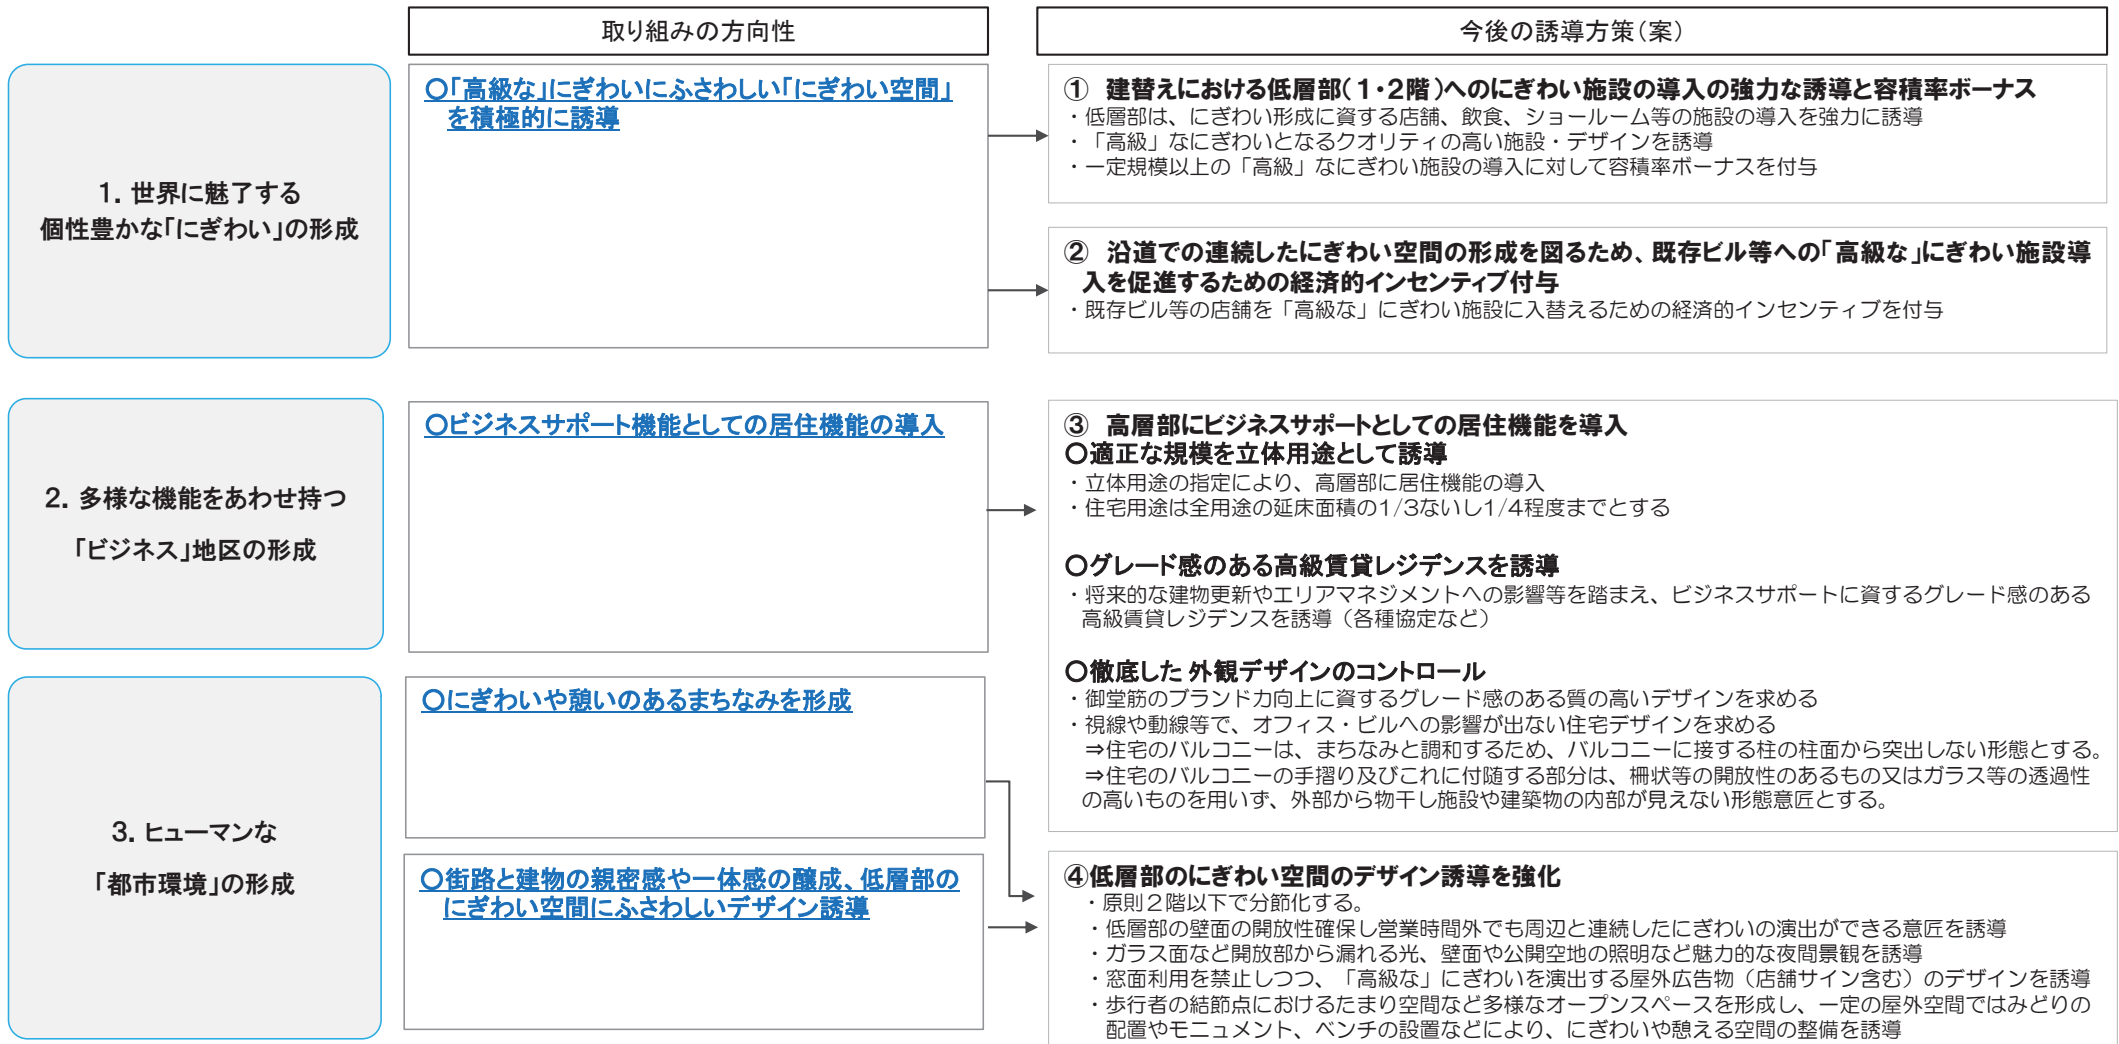 取り組みの方向性
今後の誘導方策(案)
1. 世界に魅了する
個性豊かな「にぎわい」の形成
○「高級な」にぎわいにふさわしい「にぎわい空間」
を積極的に誘導
① 建替えにおける低層部(1・2階)へのにぎわい施設の導入の強力な誘導と容積率ボーナス
・低層部は、にぎわい形成に資する店舗、飲食、ショールーム等の施設の導入を強力に誘導
・「高級」なにぎわいとなるクオリティの高い施設・デザインを誘導
・一定規模以上の「高級」なにぎわい施設の導入に対して容積率ボーナスを付与
② 沿道での連続したにぎわい空間の形成を図るため、既存ビル等への「高級な」にぎわい施設導
入を促進するための経済的インセンティブ付与
・既存ビル等の店舗を「高級な」にぎわい施設に入替えるための経済的インセンティブを付与
2. 多様な機能をあわせ持つ
「ビジネス」地区の形成
○ビジネスサポート機能としての居住機能の導入
③ 高層部にビジネスサポートとしての居住機能を導入
○適正な規模を立体用途として誘導
・立体用途の指定により、高層部に居住機能の導入
・住宅用途は全用途の延床面積の1/3ないし1/4程度までとする
○グレード感のある高級賃貸レジデンスを誘導
・将来的な建物更新やエリアマネジメントへの影響等を踏まえ、ビジネスサポートに資するグレード感のある
高級賃貸レジデンスを誘導(各種協定など)
○徹底した 外観デザインのコントロール
・御堂筋のブランド力向上に資するグレード感のある質の高いデザインを求める
・視線や動線等で、オフィス・ビルへの影響が出ない住宅デザインを求める
⇒住宅のバルコニーは、まちなみと調和するため、バルコニーに接する柱の柱面から突出しない形態とする。
⇒住宅のバルコニーの手摺り及びこれに付随する部分は、柵状等の開放性のあるもの又はガラス等の透過性
の高いものを用いず、外部から物干し施設や建築物の内部が見えない形態意匠とする。
3. ヒューマンな
「都市環境」の形成
○にぎわいや憩いのあるまちなみを形成
○街路と建物の親密感や一体感の醸成、低層部の
にぎわい空間にふさわしいデザイン誘導
④低層部のにぎわい空間のデザイン誘導を強化
・原則2階以下で分節化する。
・低層部の壁面の開放性確保し営業時間外でも周辺と連続したにぎわいの演出ができる意匠を誘導
・ガラス面など開放部から漏れる光、壁面や公開空地の照明など魅力的な夜間景観を誘導
・窓面利用を禁止しつつ、「高級な」にぎわいを演出する屋外広告物(店舗サイン含む)のデザインを誘導
・歩行者の結節点におけるたまり空間など多様なオープンスペースを形成し、一定の屋外空間ではみどりの
配置やモニュメント、ベンチの設置などにより、にぎわいや憩える空間の整備を誘導